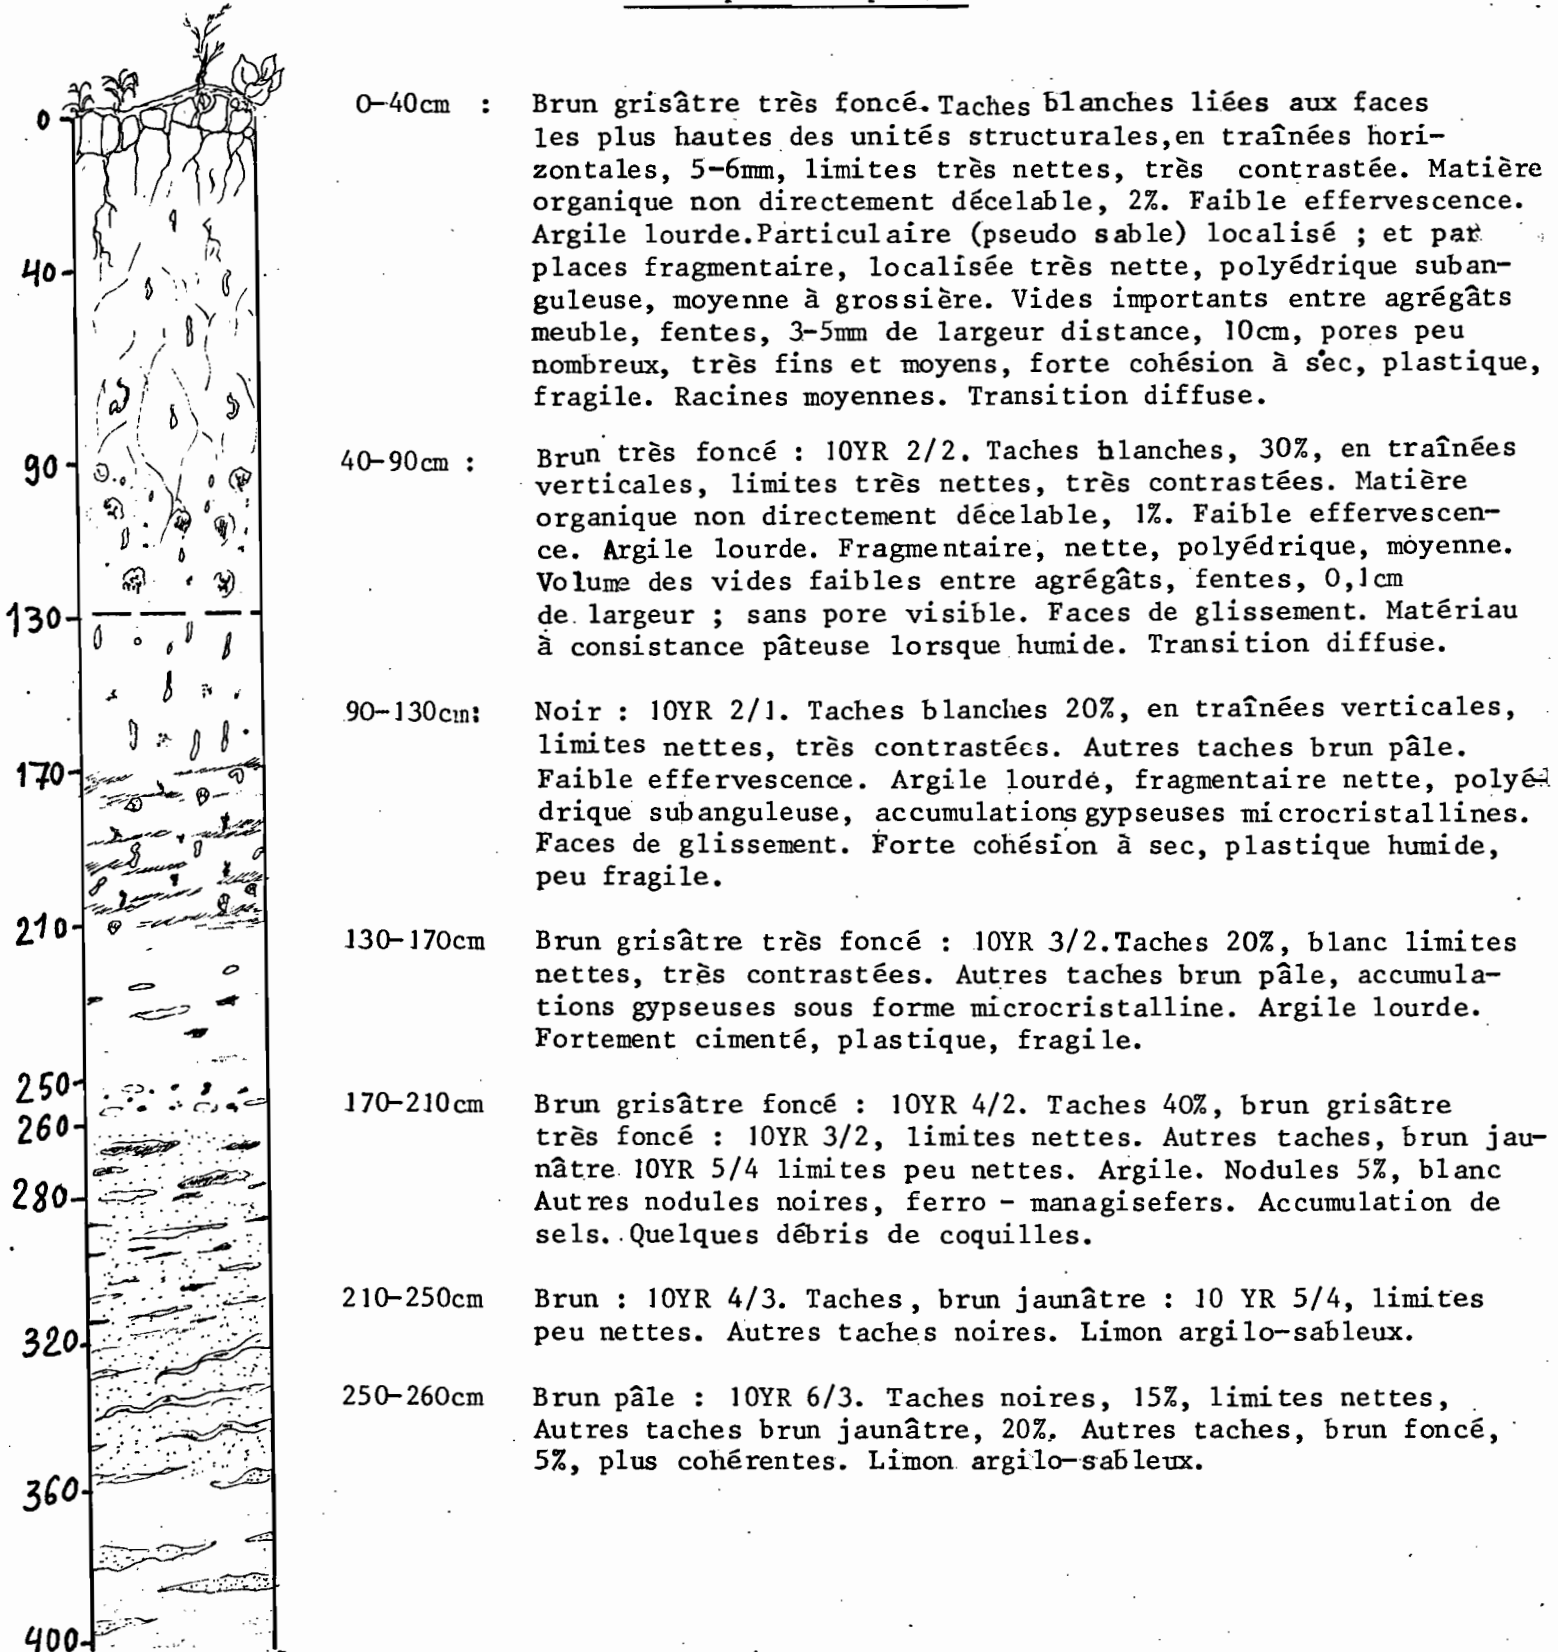 0-40cm : Brun grisâtre très foncé. Taches blanches liées aux faces
les plus hautes des unités structurales,en traînées hori-
zontales, 5-6mm, limites très nettes, très contrastée. Matière
organique non directement décelable, 2%. Faible effervescence.
Argile lourde.Particulaire (pseudo sable) localisé ; et par
places fragmentaire, localisée très nette, polyédrique suban-
guleuse, moyenne à grossière. Vides importants entre agrégâts
meuble, fentes, 3-5mm de largeur distance, 10cm, pores peu
nombreux, très fins et moyens, forte cohésion à sec, plastique,
fragile. Racines moyennes. Transition diffuse.
40-90cm : Brun très foncé : 10YR 2/2. Taches blanches, 30%, en traînées
verticales, limites très nettes, très contrastées. Matière
organique non directement décelable, 1%. Faible effervescen-
ce. Argile lourde. Fragmentaire, nette, polyédrique, moyenne.
Volume des vides faibles entre agrégâts, fentes, 0,1cm
de largeur ; sans pore visible. Faces de glissement. Matériau
à consistance pâteuse lorsque humide. Transition diffuse.
90-130cm: Noir : 10YR 2/1. Taches blanches 20%, en traînées verticales,
limites nettes, très contrastées. Autres taches brun pâle.
Faible effervescence. Argile lourde, fragmentaire nette, polyé-
drique subanguleuse, accumulations gypseuses microcristallines.
Faces de glissement. Forte cohésion à sec, plastique humide,
peu fragile.
130-170cm Brun grisâtre très foncé : 10YR 3/2.Taches 20%, blanc limites
nettes, très contrastées. Autres taches brun pâle, accumula-
tions gypseuses sous forme microcristalline. Argile lourde.
Fortement cimenté, plastique, fragile.
170-210cm Brun grisâtre foncé : 10YR 4/2. Taches 40%, brun grisâtre
très foncé : 10YR 3/2, limites nettes. Autres taches, brun jau-
nâtre 10YR 5/4 limites peu nettes. Argile. Nodules 5%, blanc
Autres nodules noires, ferro - managisefers. Accumulation de
sels. Quelques débris de coquilles.
210-250cm Brun : 10YR 4/3. Taches, brun jaunâtre : 10 YR 5/4, limites
peu nettes. Autres taches noires. Limon argilo-sableux.
250-260cm Brun pâle : 10YR 6/3. Taches noires, 15%, limites nettes,
Autres taches brun jaunâtre, 20%, Autres taches, brun foncé,
5%, plus cohérentes. Limon argilo-sableux.
0
40
90
130
170
210
250
260
280
320
360
400